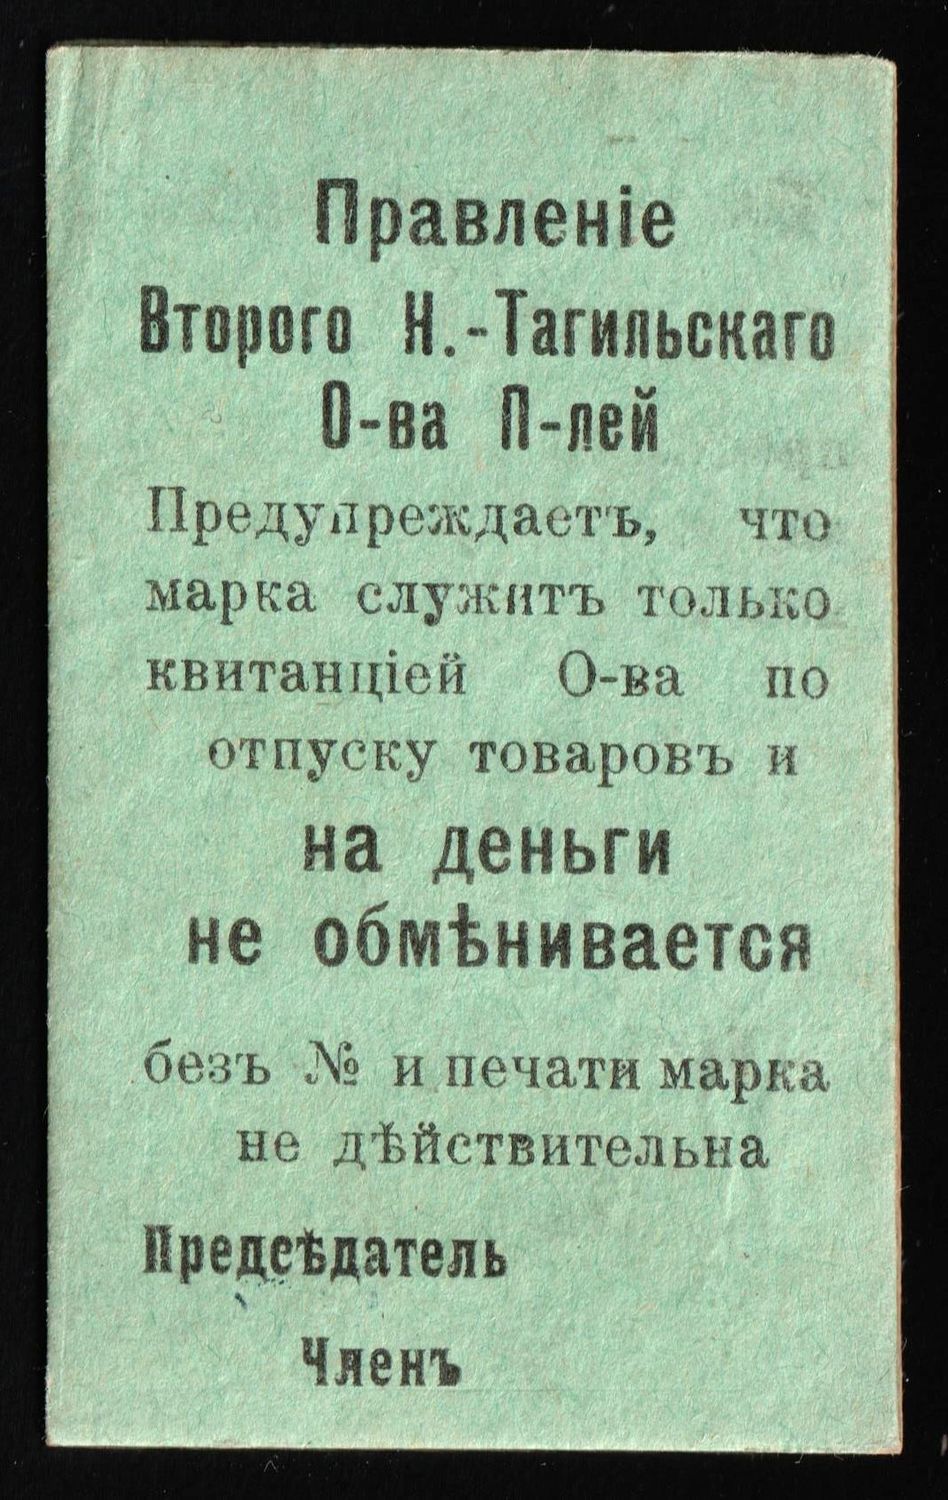 Правленіе
Второго Н.-Тагильскаго
О-ва П-лей
Предупреждаетъ, что
марка служитъ только
квитанціей О-ва по
отпуску товаровъ и
на деньги
не обмѣнивается
безъ № и печати марка
не дѣйствительна
Предсѣдатель
Членъ